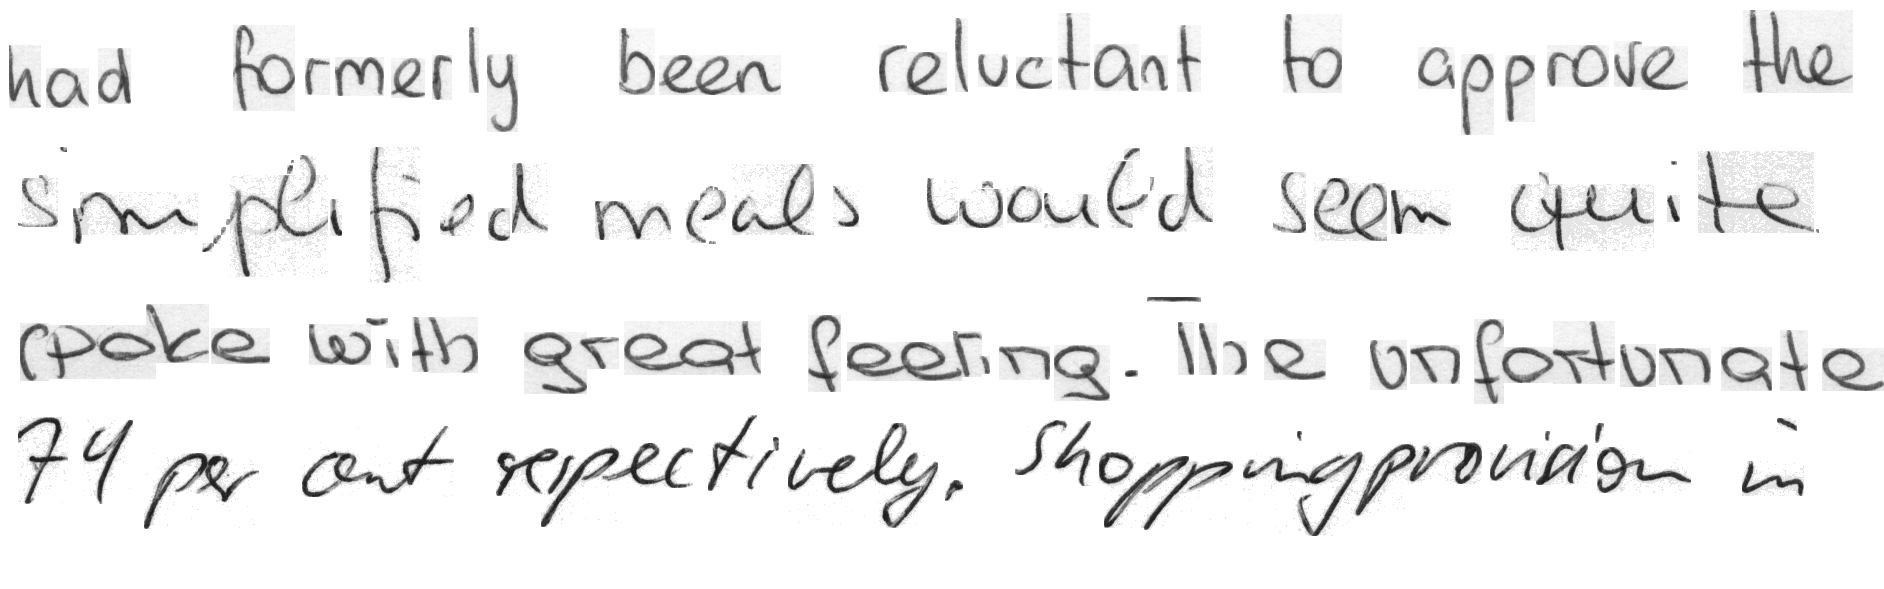 had formerly been reluctant to approve the
simplified meals would seem quite
spoke with great feeling. The unfortunate
74 per cent respectively. Shopping provision in